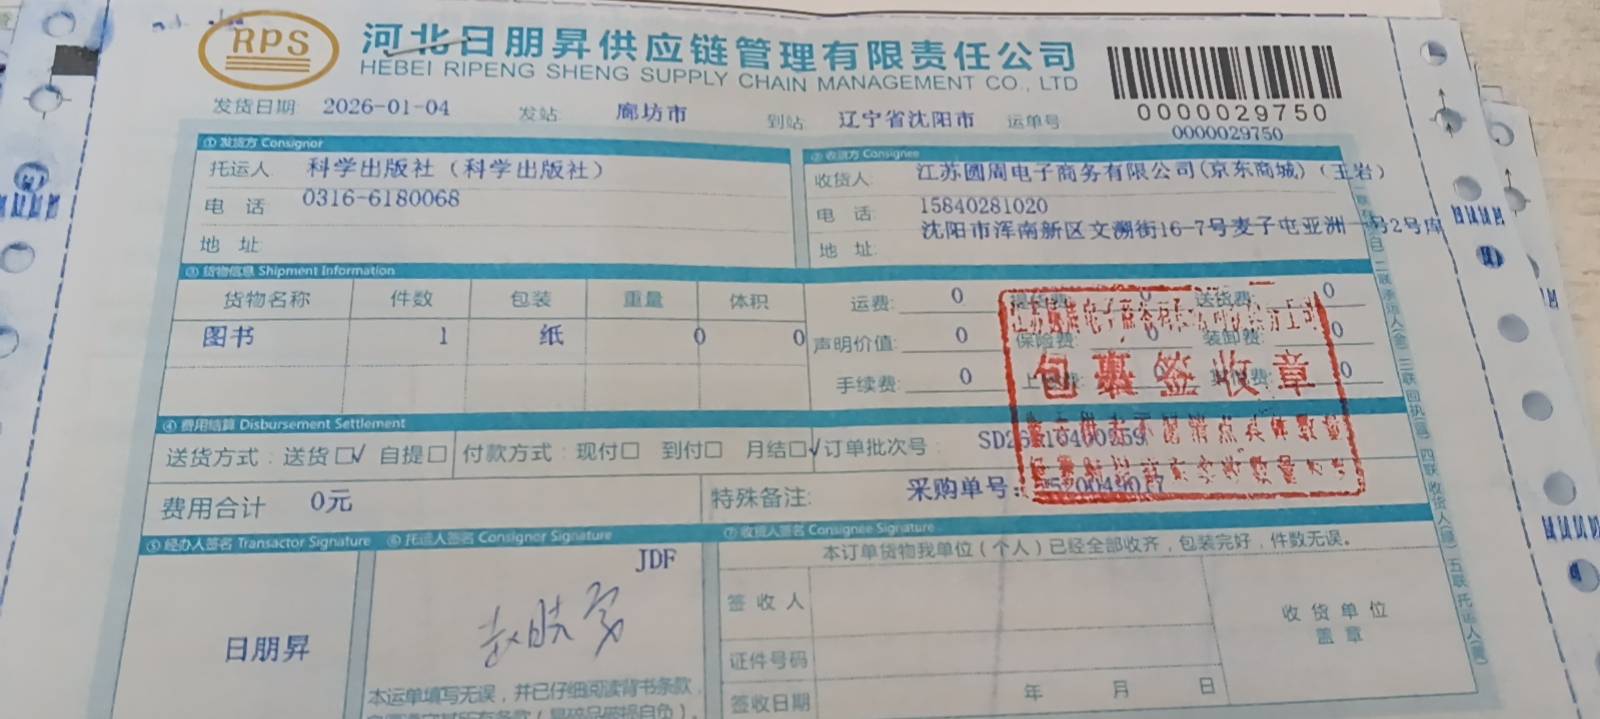 RPS
河北日朋昇供应链管理有限责任公司
HEBEI RIPENG SHENG SUPPLY CHAIN MANAGEMENT CO., LTD
0000029750
0000029750
发货日期 2026-01-04 发站 廊坊市 到站 辽宁省沈阳市 运单号
① 发货方 Consignor
② 收货方 Consignee
托运人 科学出版社（科学出版社）
收货人: 江苏圆周电子商务有限公司(京东商城)（王岩）
电 话 0316-6180068
电 话: 15840281020
地 址:
地 址: 沈阳市浑南新区文溯街16-7号麦子屯亚洲一号2号库
③ 货物信息 Shipment Information
货物名称 件数 包装 重量 体积
图书 1 纸 0 0
运费: 0 0 送货费: 0
声明价值: 0 保险费: 0 装卸费: 0
手续费: 0 0
包裹签收章
④ 费用结算 Disbursement Settlement
送货方式: 送货□√ 自提□ 付款方式: 现付□ 到付□ 月结□√ 订单批次号:
费用合计 0元 特殊备注: 采购单号:
⑤ 经办人签名 Transactor Signature
⑥ 托运人签名 Consignor Signature
⑦ 收货人签名 Consignee Signature
日朋昇
JDF
本运单填写无误，并已仔细阅读背书条款，
本订单货物我单位（个人）已经全部收齐，包装完好，件数无误。
签收人
证件号码
签收日期 年 月 日
收货单位
盖章